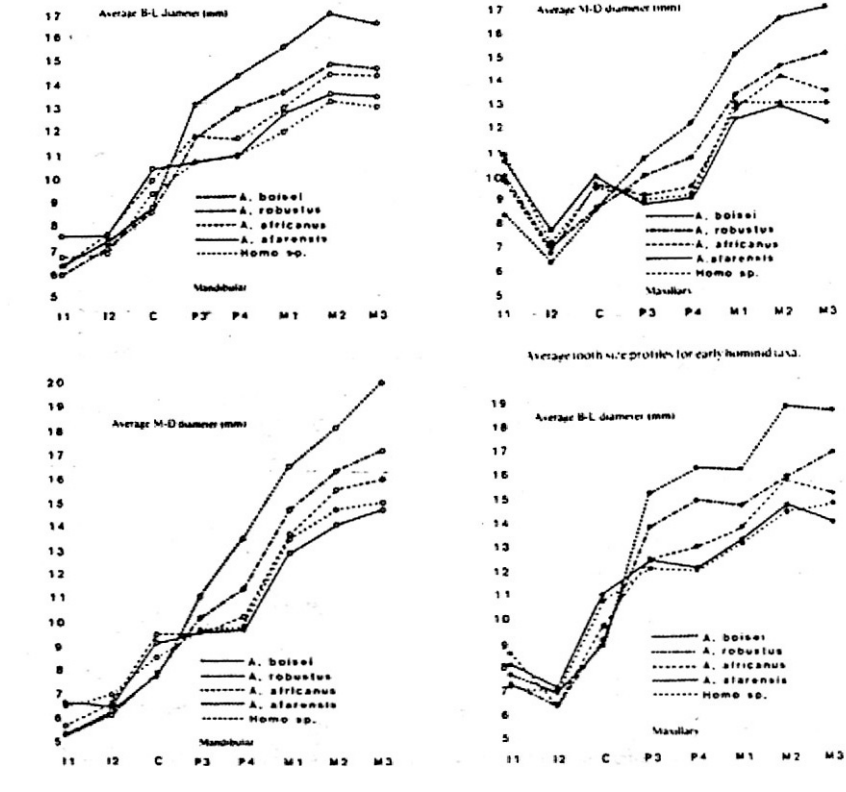 Average B-L diameter (mm)
17
16
15
14
13
12
11
10
9
8
7
6
5
A. boisei
A. robustus
A. africanus
A. afarensis
Homo sp.
Mandibular
I1 I2 C P3 P4 M1 M2 M3
Average M-D diameter (mm)
17
16
15
14
13
12
11
10
9
8
7
6
5
A. boisei
A. robustus
A. africanus
A. afarensis
Homo sp.
Maxillary
I1 I2 C P3 P4 M1 M2 M3
Average tooth size profiles for early hominid taxa.
Average M-D diameter (mm)
20
19
18
17
16
15
14
13
12
11
10
9
8
7
6
5
A. boisei
A. robustus
A. africanus
A. afarensis
Homo sp.
Mandibular
I1 I2 C P3 P4 M1 M2 M3
Average B-L diameter (mm)
19
18
17
16
15
14
13
12
11
10
9
8
7
6
5
A. boisei
A. robustus
A. africanus
A. afarensis
Homo sp.
Maxillary
I1 I2 C P3 P4 M1 M2 M3